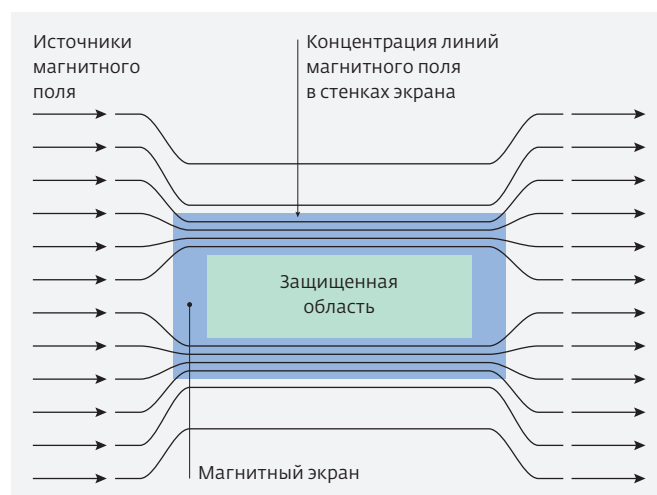 Источники
магнитного
поля
Концентрация линий
магнитного поля
в стенках экрана
Защищенная
область
Магнитный экран